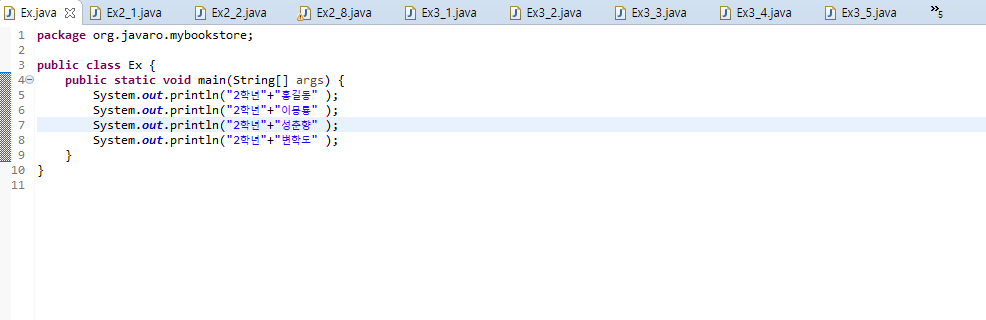 Ex.java Ex2_1.java Ex2_2.java Ex2_8.java Ex3_1.java Ex3_2.java Ex3_3.java Ex3_4.java Ex3_5.java »5
1 package org.javaro.mybookstore;
2
3 public class Ex {
4 public static void main(String[] args) {
5 System.out.println("2학년"+"홍길동" );
6 System.out.println("2학년"+"이몽룡" );
7 System.out.println("2학년"+"성춘향" );
8 System.out.println("2학년"+"변학도" );
9 }
10 }
11